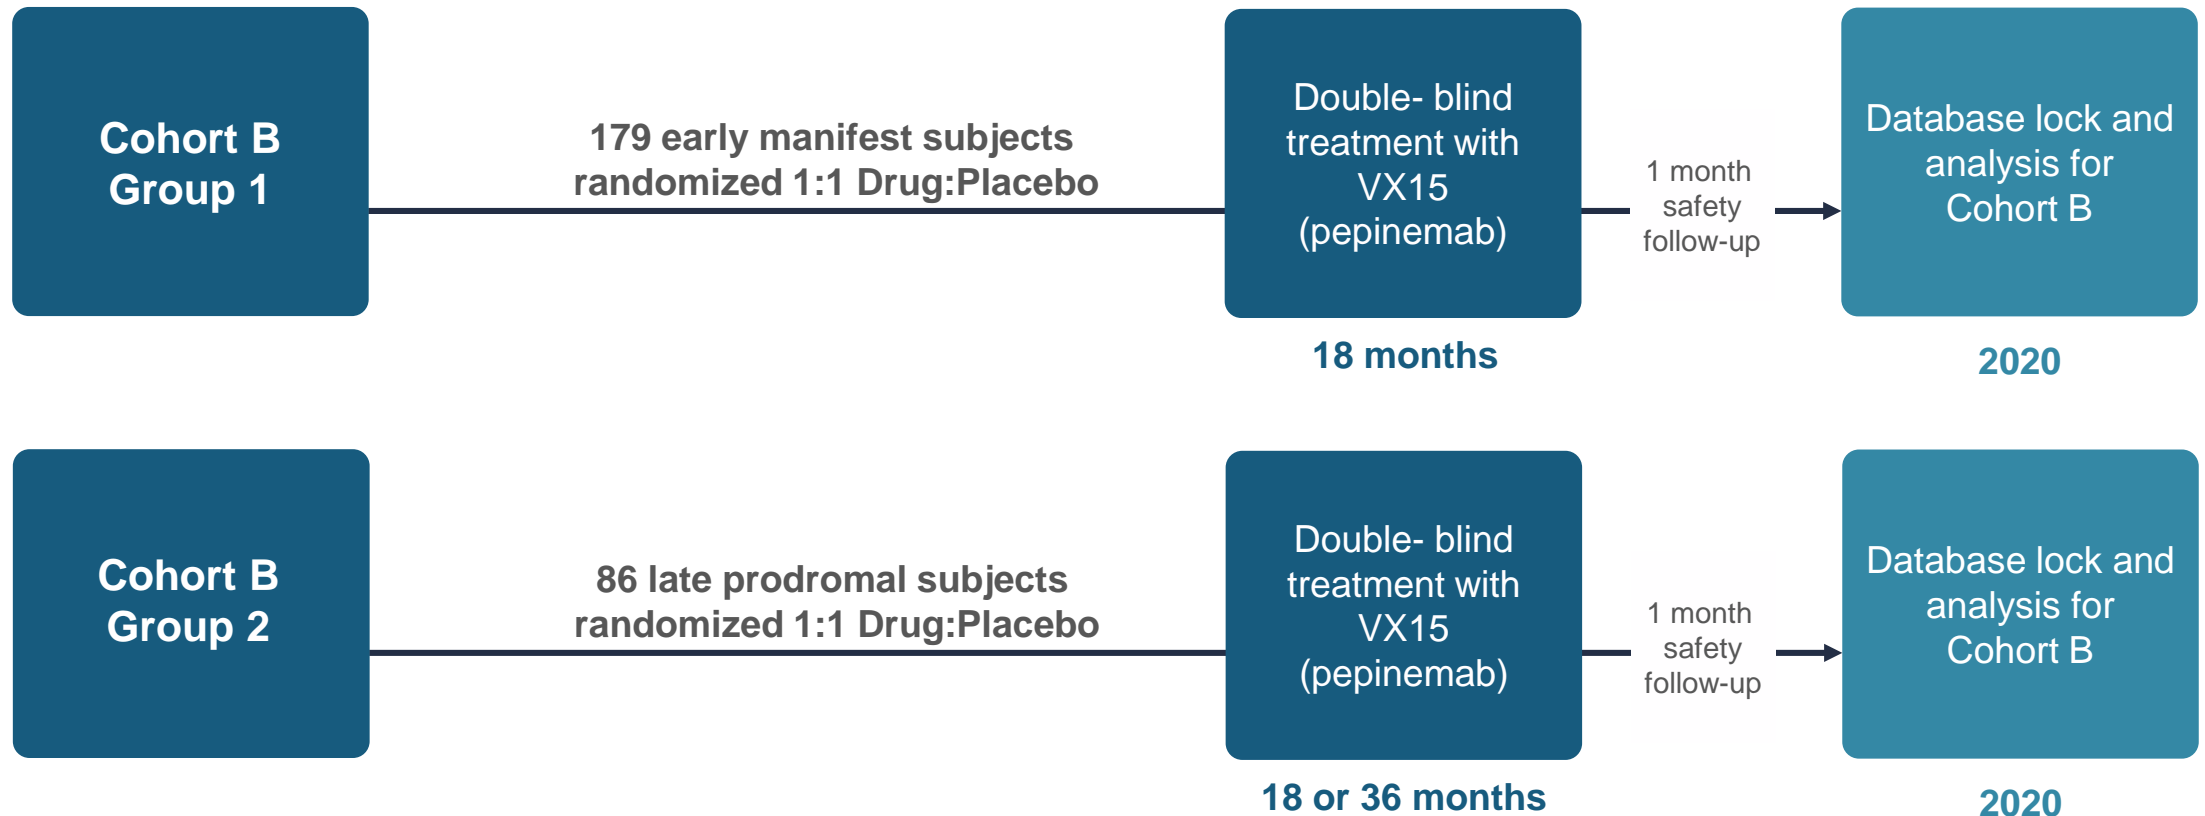 Cohort B
Group 1
179 early manifest subjects
randomized 1:1 Drug:Placebo
Double- blind
treatment with
VX15
(pepinemab)
18 months
1 month
safety
follow-up
Database lock and
analysis for
Cohort B
2020
Cohort B
Group 2
86 late prodromal subjects
randomized 1:1 Drug:Placebo
Double- blind
treatment with
VX15
(pepinemab)
18 or 36 months
1 month
safety
follow-up
Database lock and
analysis for
Cohort B
2020